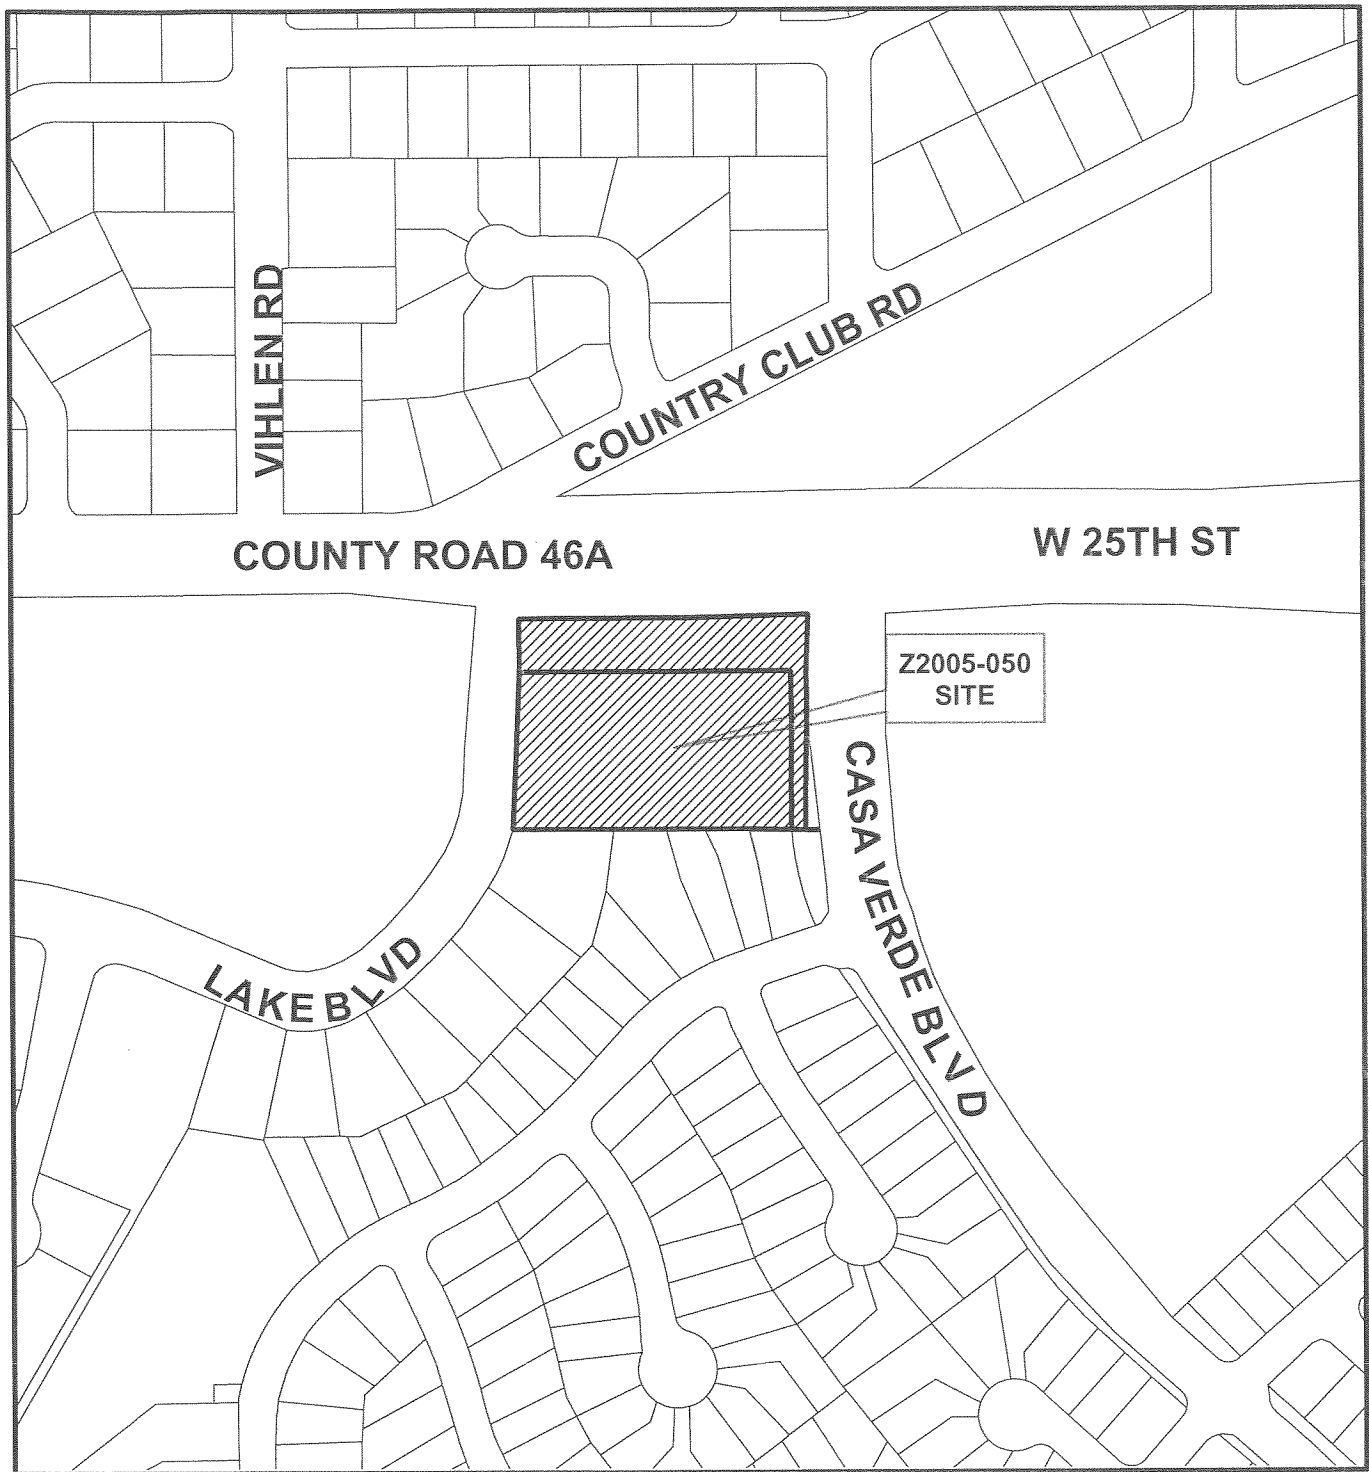 VIHLEN RD
COUNTRY CLUB RD
COUNTY ROAD 46A
W 25TH ST
Z2005-050
SITE
CASA VERDE BLVD
LAKE BLVD